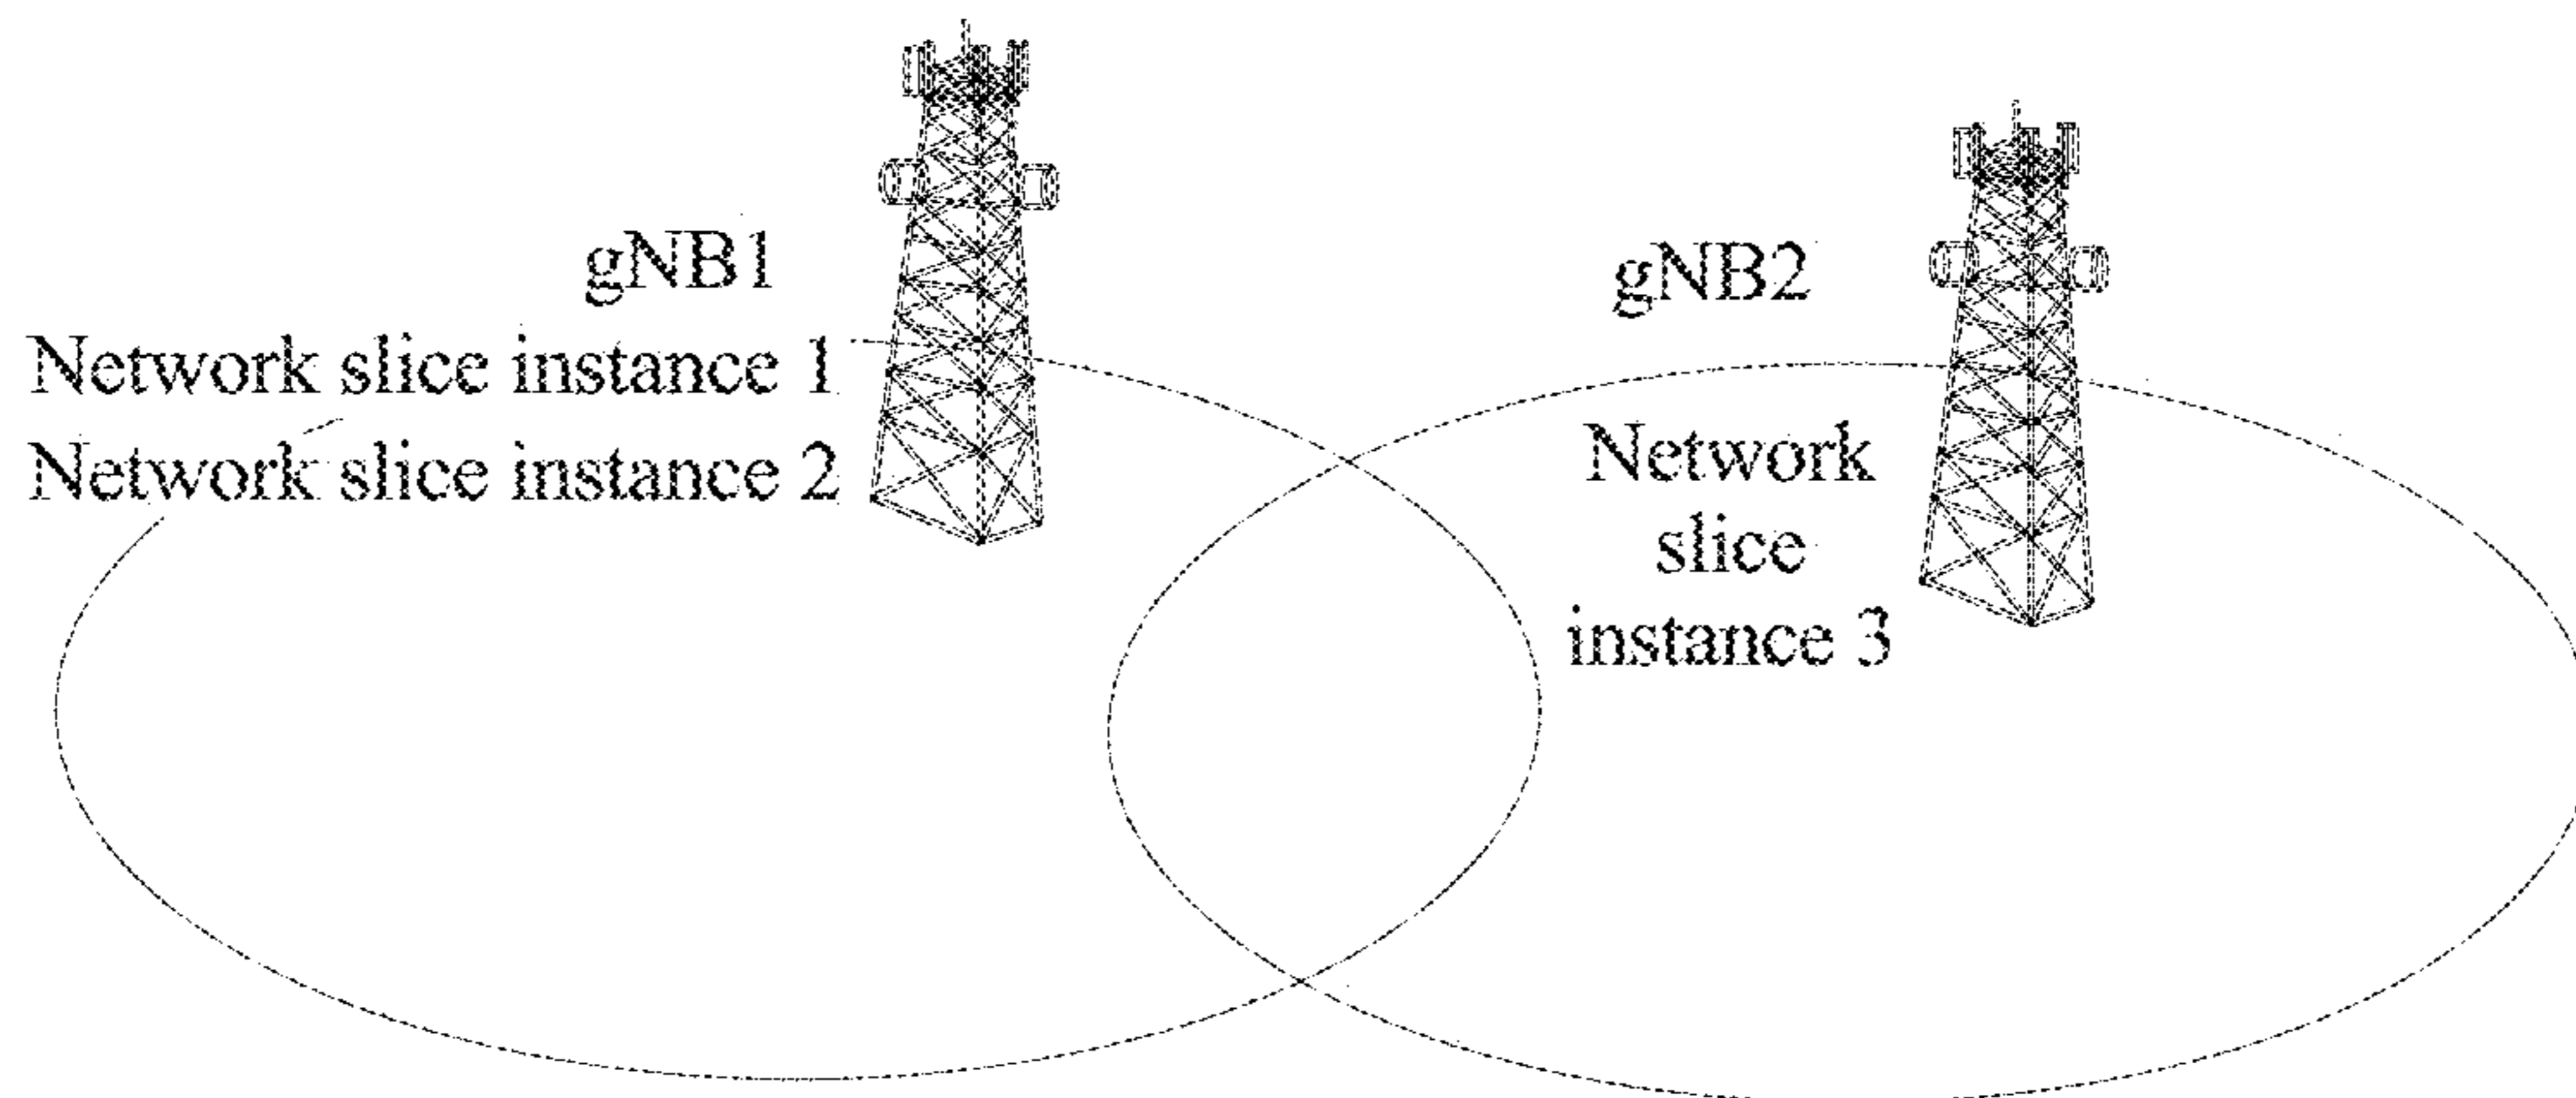 gNB1
Network slice instance 1
Network slice instance 2
gNB2
Network
slice
instance 3